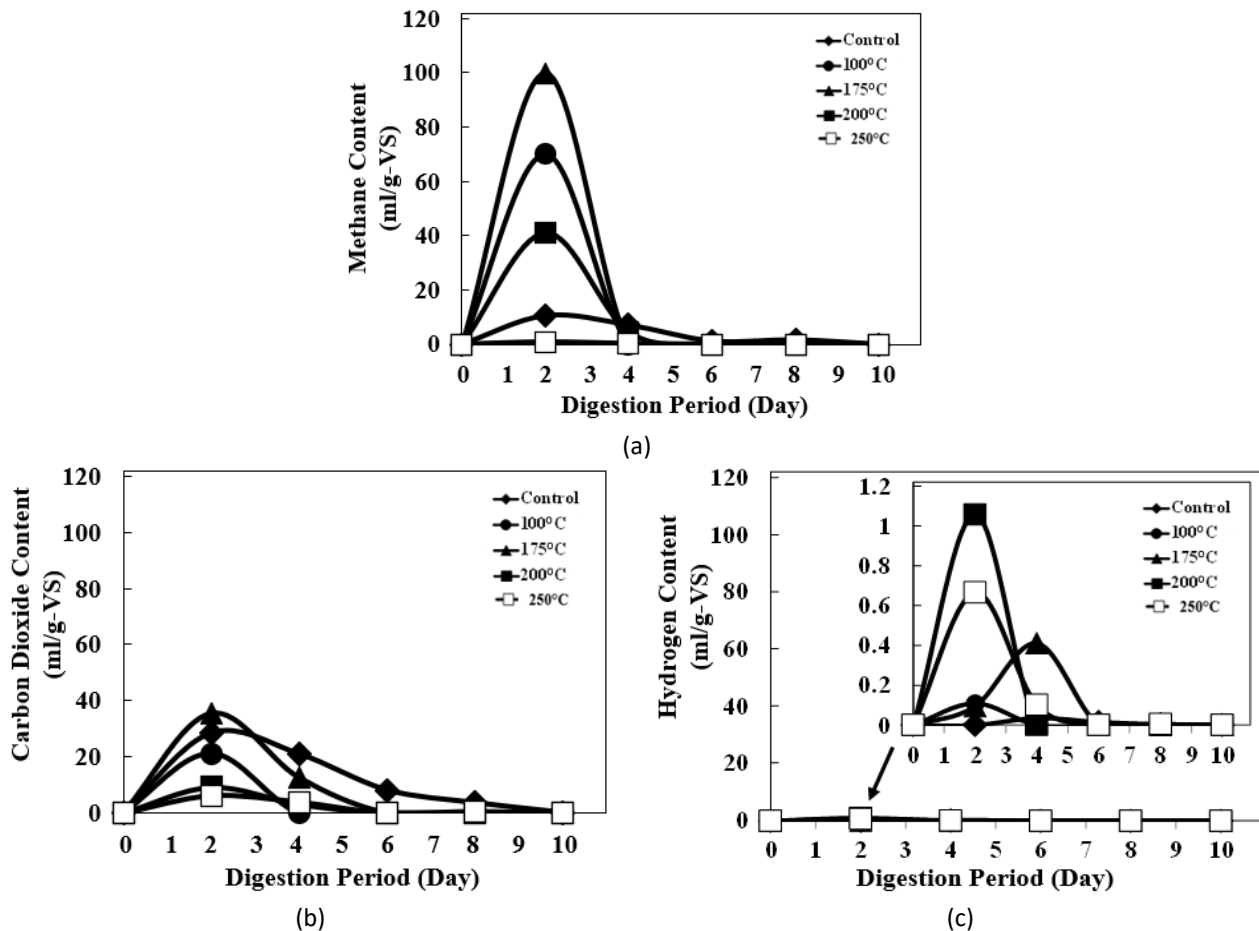 120
100
80
60
40
20
0
Methane Content
(ml/g-VS)
Control
100°C
175°C
200°C
250°C
0 1 2 3 4 5 6 7 8 9 10
Digestion Period (Day)
(a)
120
100
80
60
40
20
0
Carbon Dioxide Content
(ml/g-VS)
Control
100°C
175°C
200°C
250°C
0 1 2 3 4 5 6 7 8 9 10
Digestion Period (Day)
(b)
120
100
80
60
40
20
0
Hydrogen Content
(ml/g-VS)
1.2
1
0.8
0.6
0.4
0.2
0
Control
100°C
175°C
200°C
250°C
0 1 2 3 4 5 6 7 8 9 10
0 1 2 3 4 5 6 7 8 9 10
Digestion Period (Day)
(c)